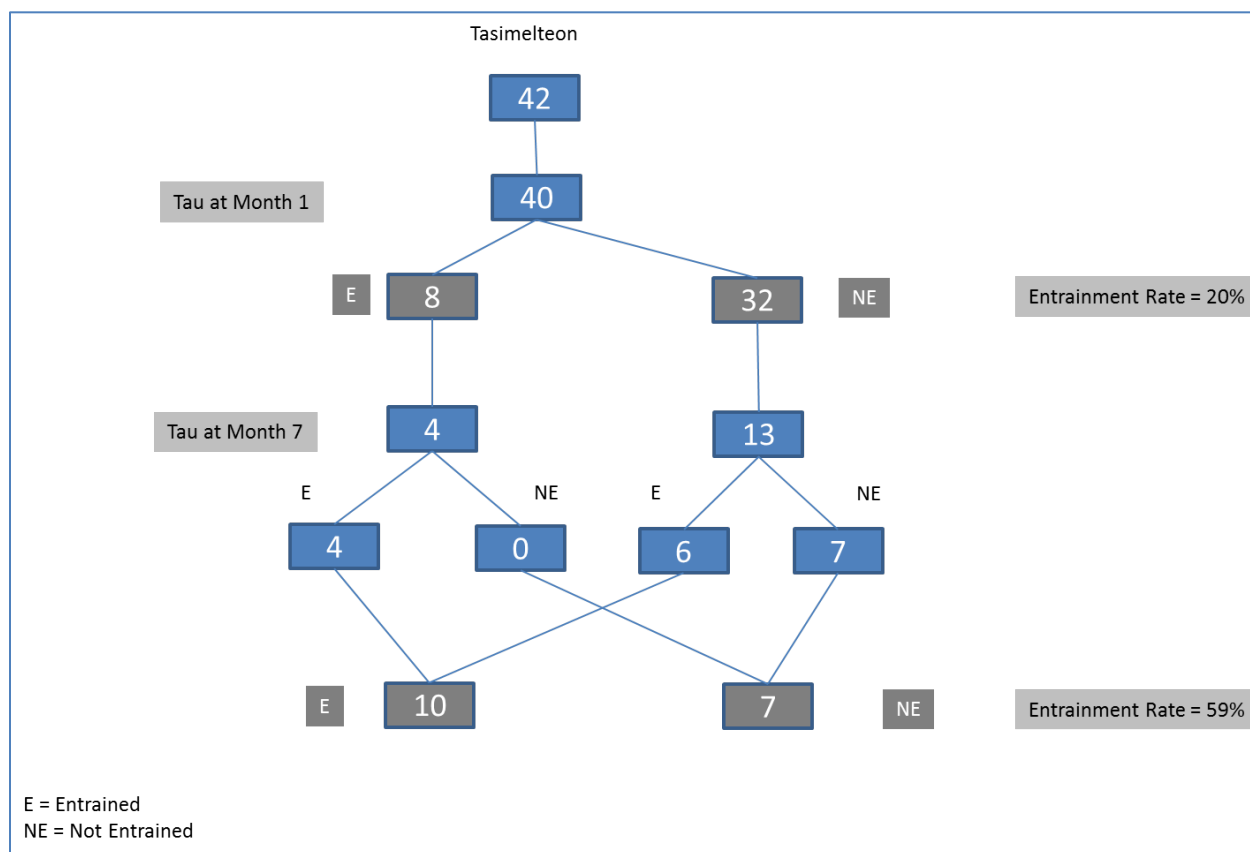 Tasimelteon
42
Tau at Month 1
40
E
8
32
NE
Entrainment Rate = 20%
Tau at Month 7
4
13
E
NE
E
NE
4
0
6
7
E
10
7
NE
Entrainment Rate = 59%
E = Entrained
NE = Not Entrained